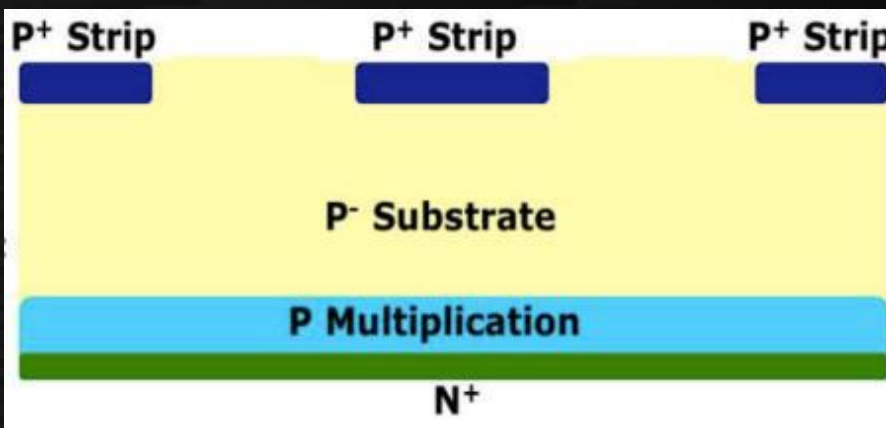 P⁺ Strip P⁺ Strip P⁺ Strip
P⁻ Substrate
P Multiplication
N⁺